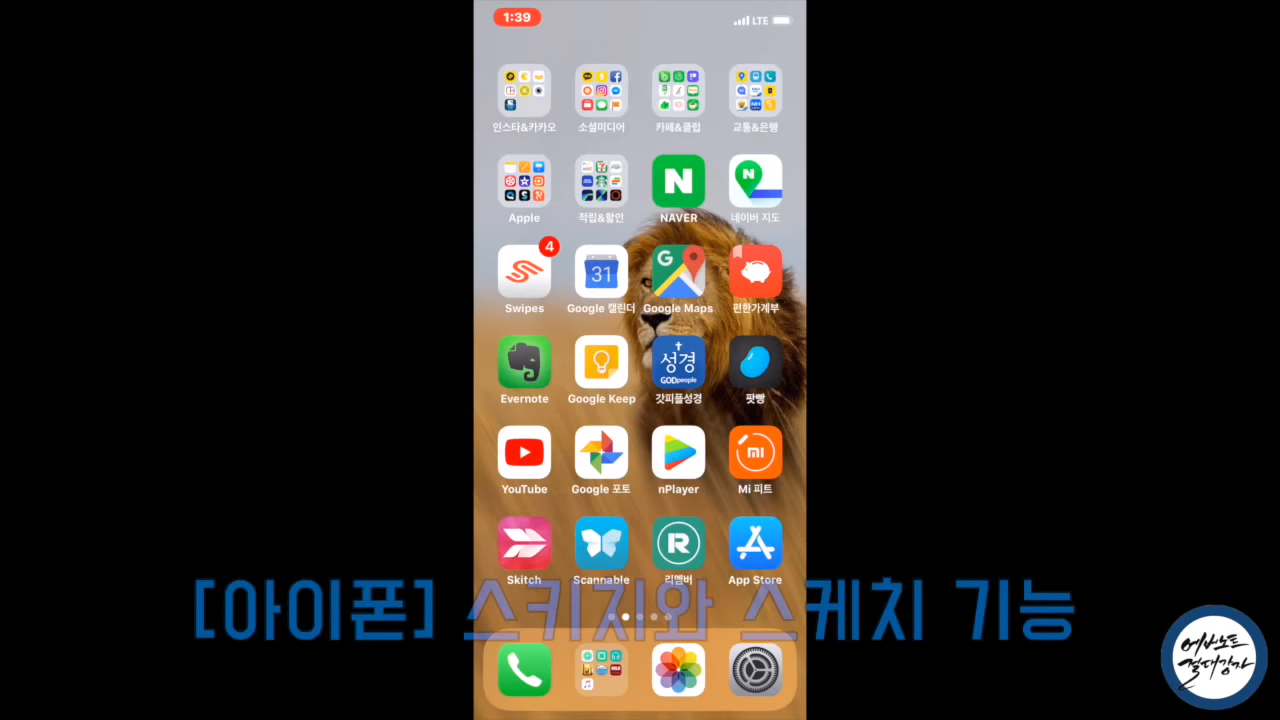 1:39
LTE
인스타&카카오 소셜미디어 카페&클럽 교통&은행
Apple 적립&할인 NAVER 네이버 지도
N N
4
31 G
Swipes Google 캘린더 Google Maps 편한가계부
성경
GODpeople
Evernote Google Keep 갓피플성경 팟빵
mi
YouTube Google 포토 nPlayer Mi 피트
R
Skitch Scannable 리멤버 App Store
[아이폰] 스키치와 스케치 기능
에버노트
절대강자